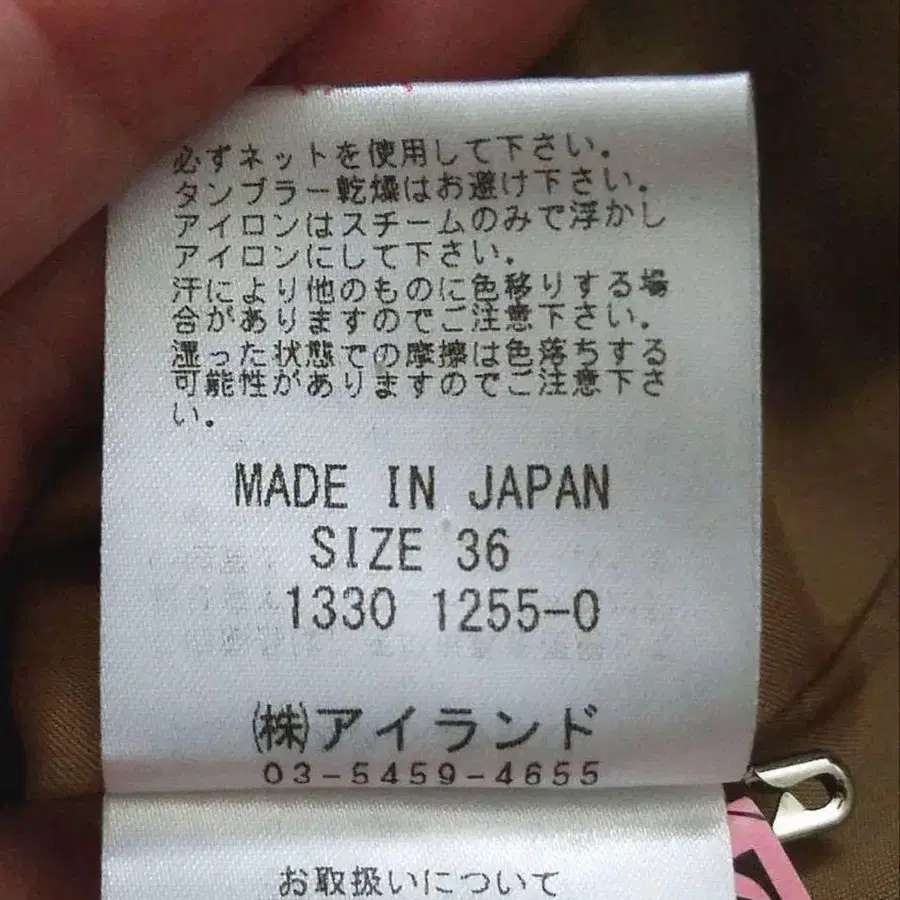 必ずネットを使用して下さい。
タンブラー乾燥はお避け下さい。
アイロンはスチームのみで浮かし
アイロンにして下さい。
汗により他のものに色移りする場
合がありますのでご注意下さい。
湿った状態での摩擦は色落ちする
可能性がありますのでご注意下さ
い。
MADE IN JAPAN
SIZE 36
1330 1255-0
㈱アイランド
03-5459-4655
お取扱いについて